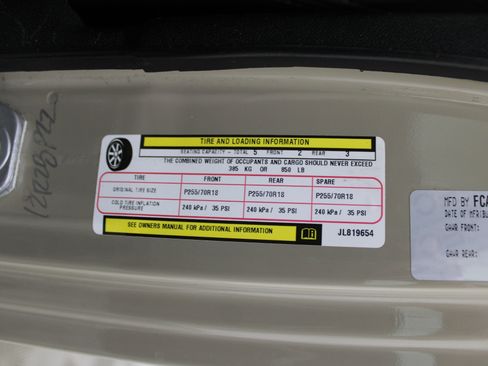 TIRE AND LOADING INFORMATION
SEATING CAPACITY - TOTAL 5 FRONT 2 REAR 3
THE COMBINED WEIGHT OF OCCUPANTS AND CARGO SHOULD NEVER EXCEED
385 KG OR 850 LB
TIRE FRONT REAR SPARE
ORIGINAL TIRE SIZE P255/70R18 P255/70R18 P255/70R18
COLD TIRE INFLATION PRESSURE 240 kPa / 35 PSI 240 kPa / 35 PSI 240 kPa / 35 PSI
SEE OWNERS MANUAL FOR ADDITIONAL INFORMATION JL819654
MFD BY FCA
DATE OF MFR
GAWR FRONT:
GAWR REAR: